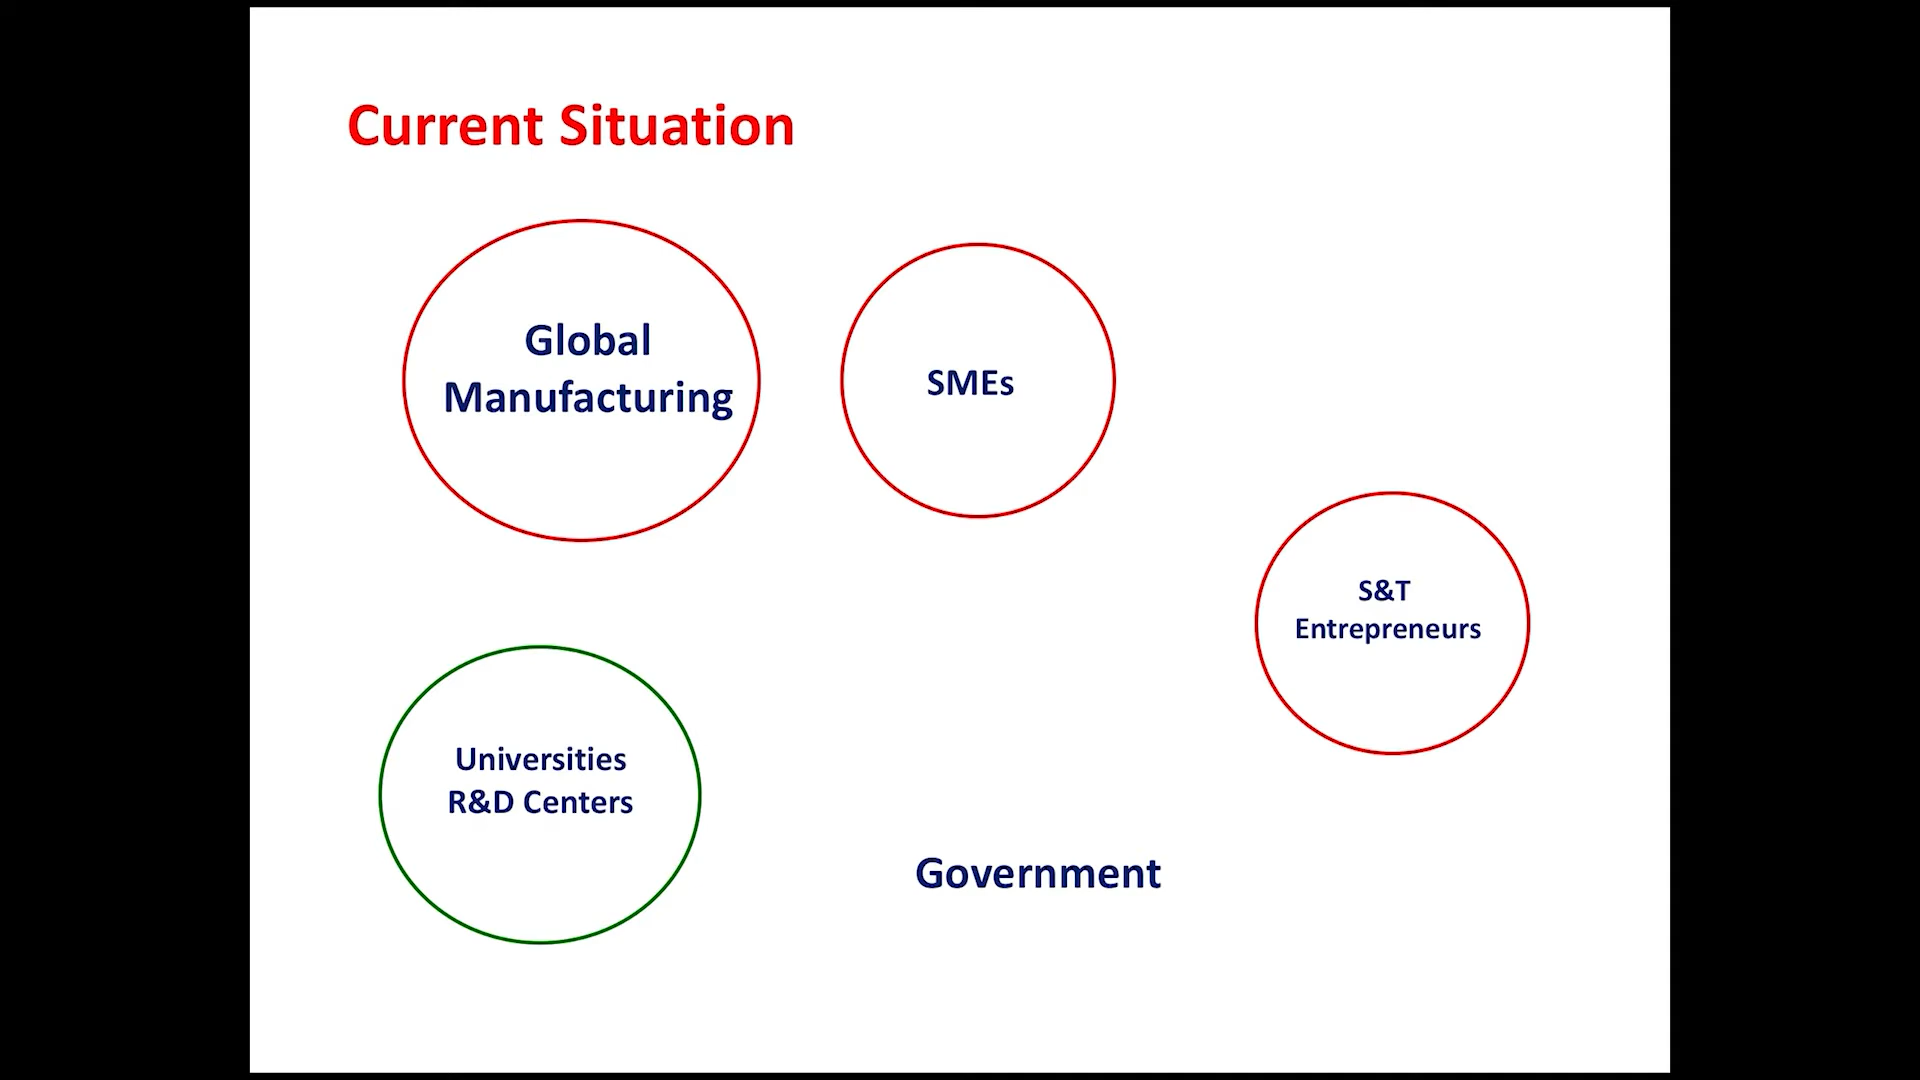 Current Situation
Global
Manufacturing
SMEs
S&T
Entrepreneurs
Universities
R&D Centers
Government